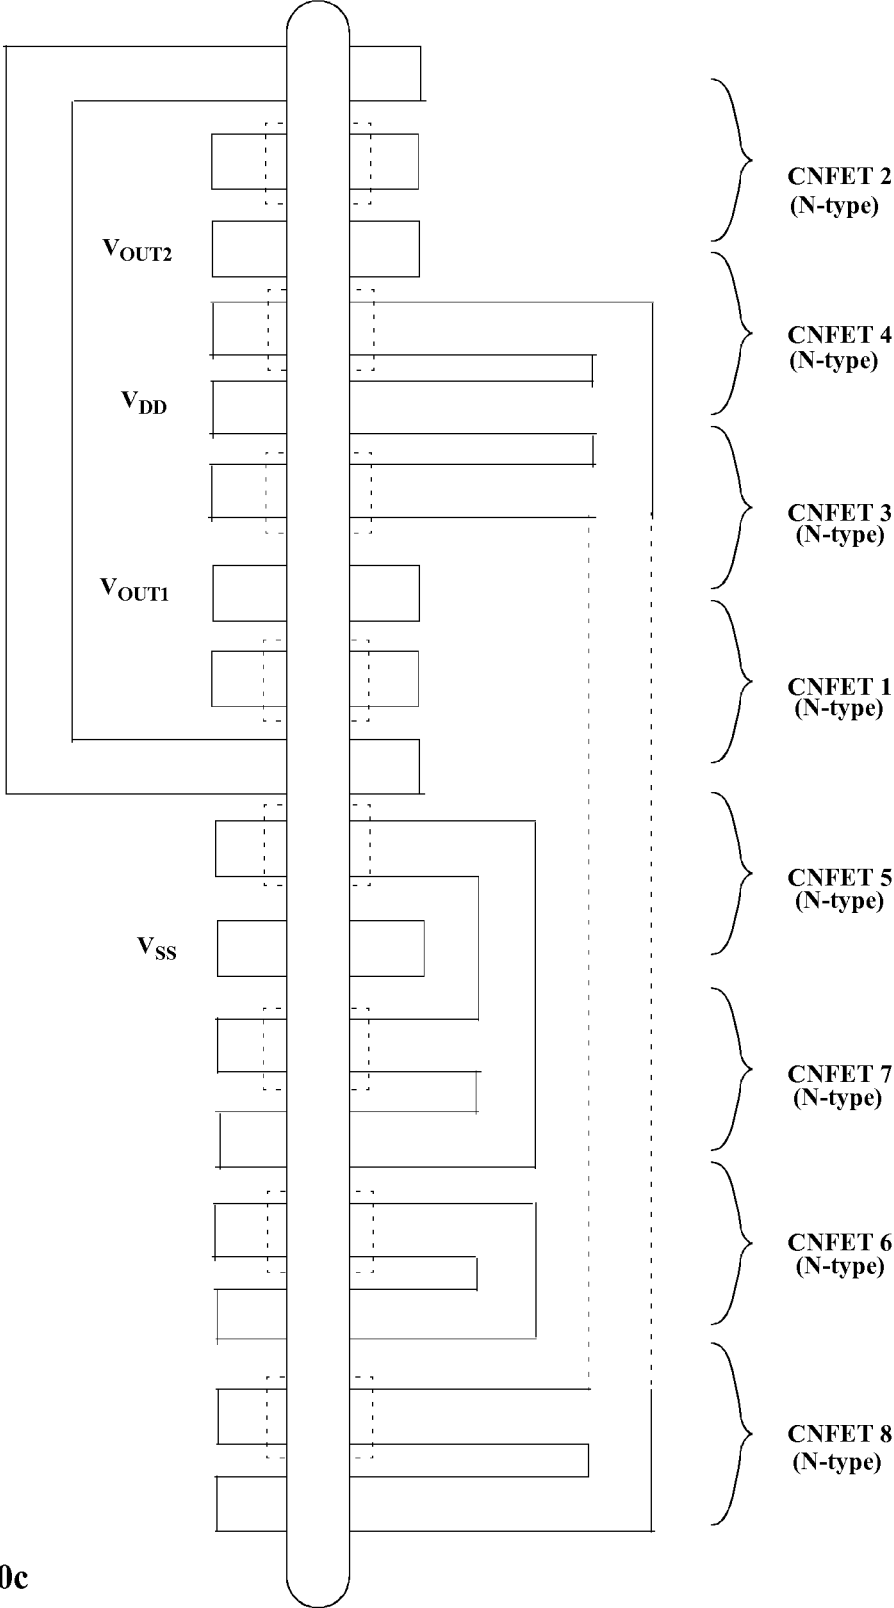 CNFET 2
(N-type)
VOUT2
CNFET 4
(N-type)
VDD
CNFET 3
(N-type)
VOUT1
CNFET 1
(N-type)
CNFET 5
(N-type)
VSS
CNFET 7
(N-type)
CNFET 6
(N-type)
CNFET 8
(N-type)
0c